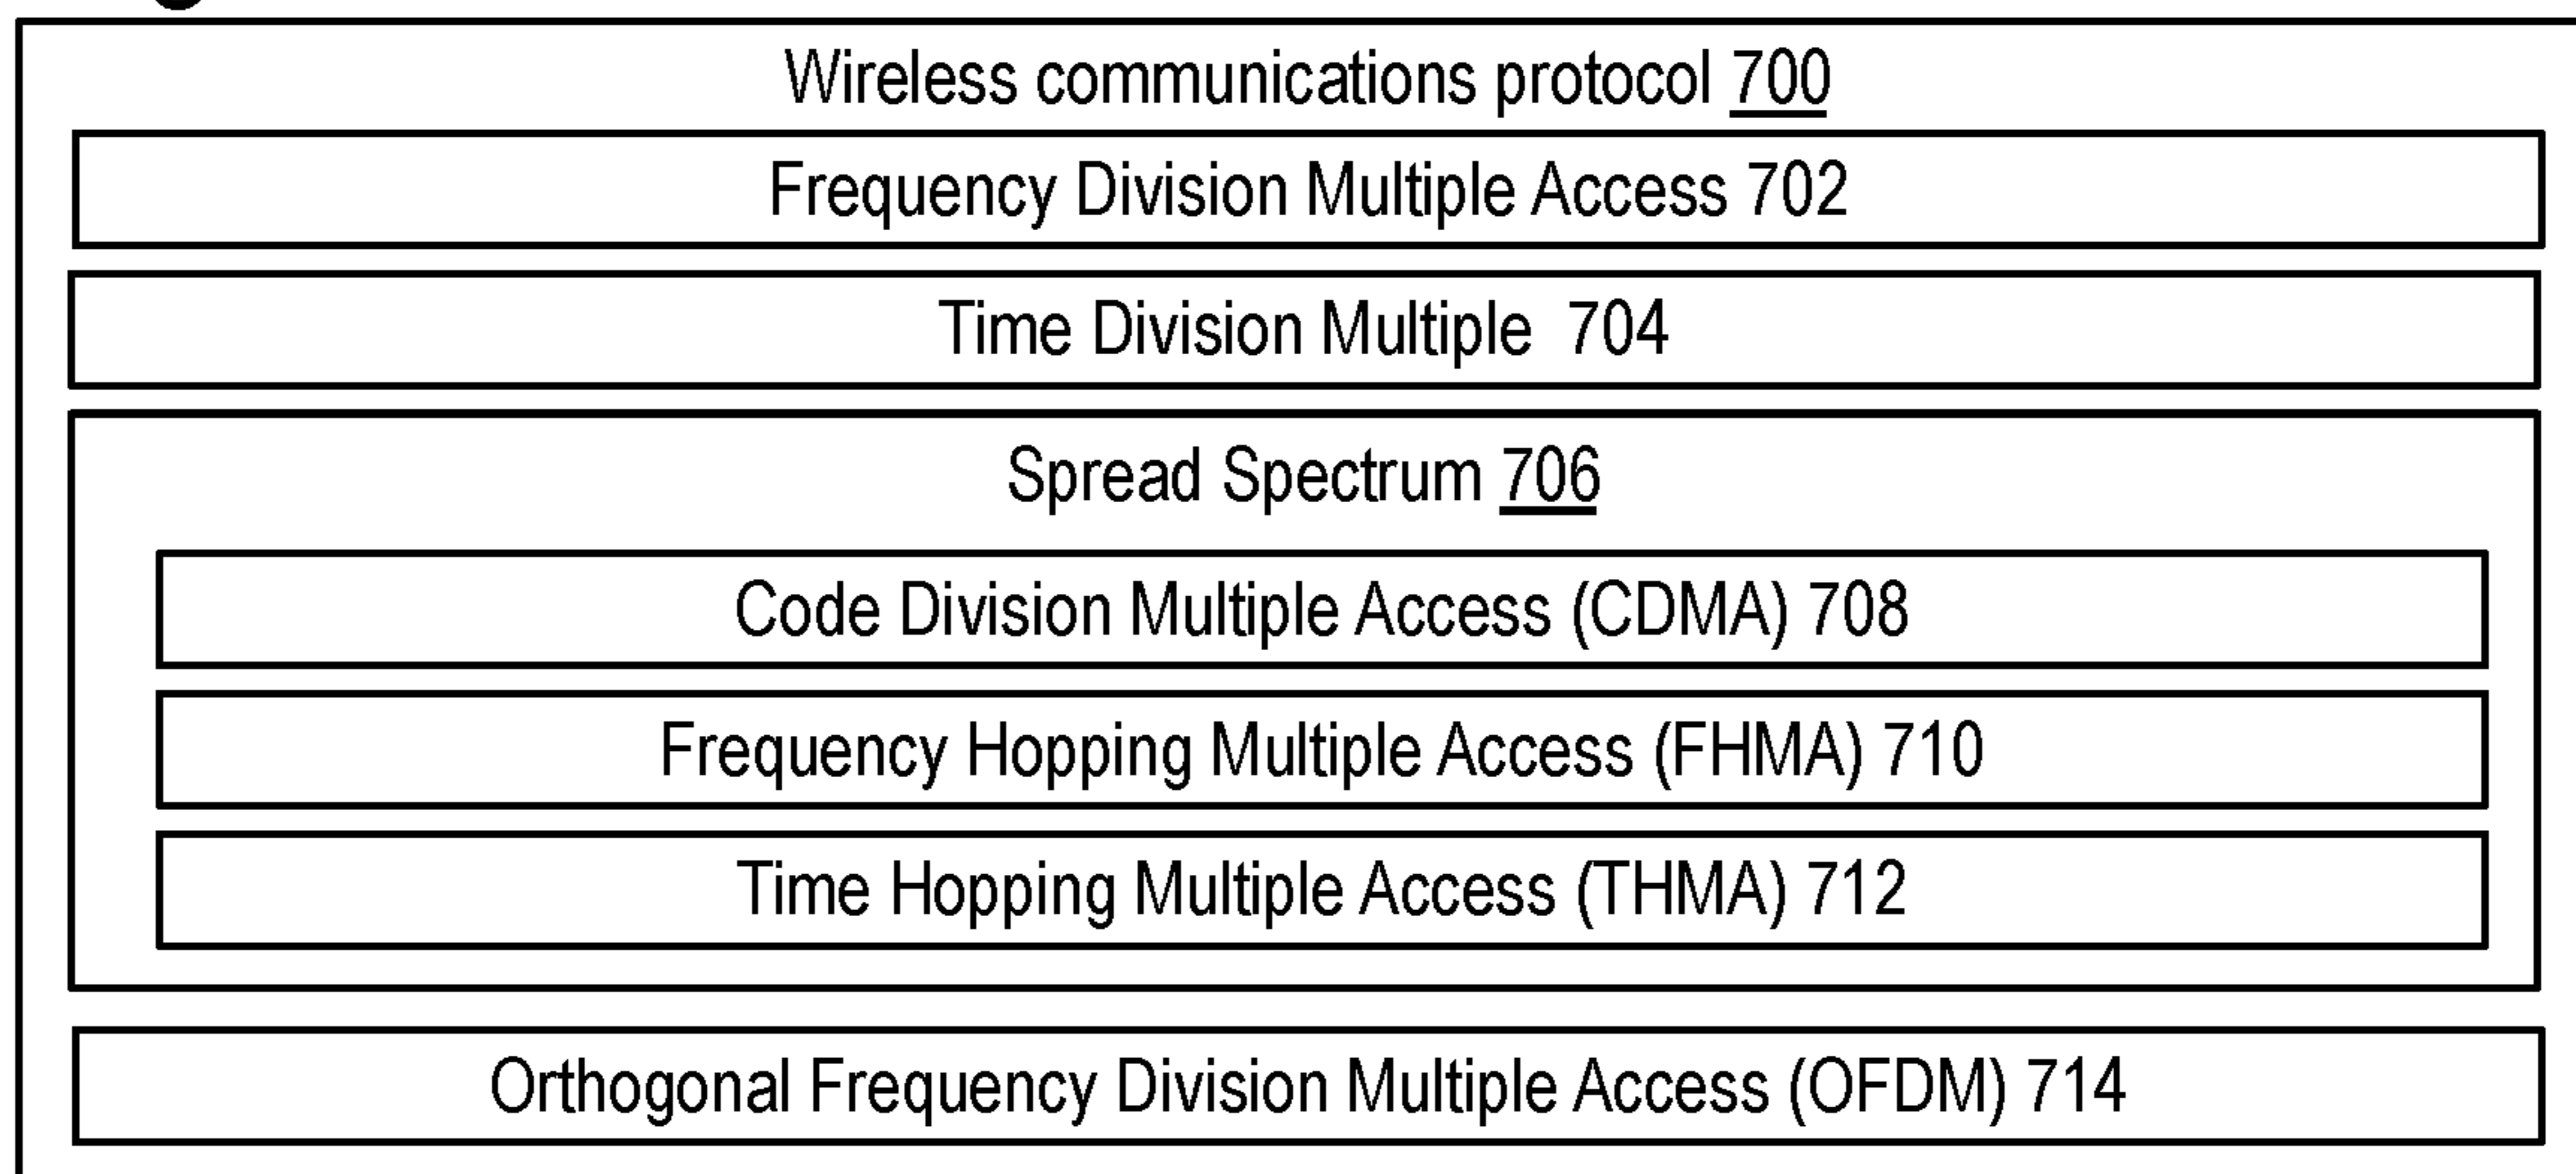 Wireless communications protocol 700
Frequency Division Multiple Access 702
Time Division Multiple 704
Spread Spectrum 706
Code Division Multiple Access (CDMA) 708
Frequency Hopping Multiple Access (FHMA) 710
Time Hopping Multiple Access (THMA) 712
Orthogonal Frequency Division Multiple Access (OFDM) 714